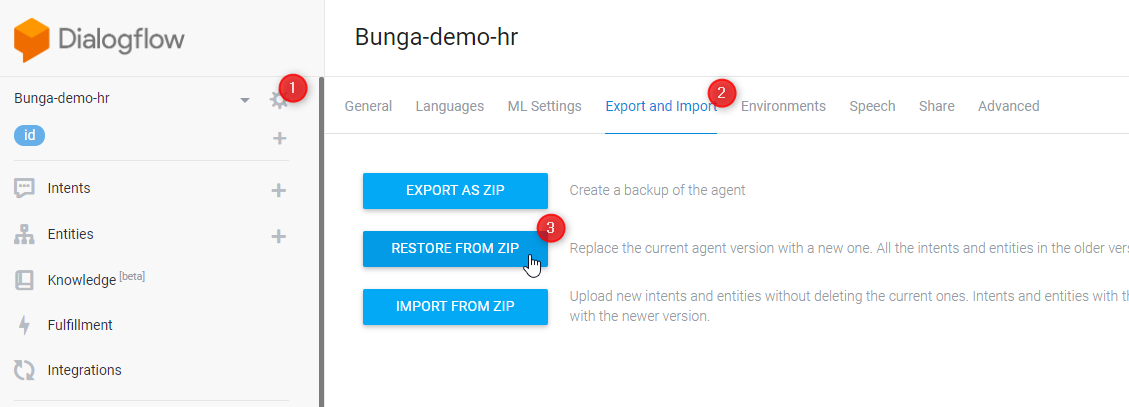 Dialogflow
Bunga-demo-hr
1
id
Intents
Entities
Knowledge [beta]
Fulfillment
Integrations
Bunga-demo-hr
General Languages ML Settings Export and Import 2 Environments Speech Share Advanced
EXPORT AS ZIP Create a backup of the agent
3
RESTORE FROM ZIP Replace the current agent version with a new one. All the intents and entities in the older
IMPORT FROM ZIP Upload new intents and entities without deleting the current ones. Intents and entities with
with the newer version.